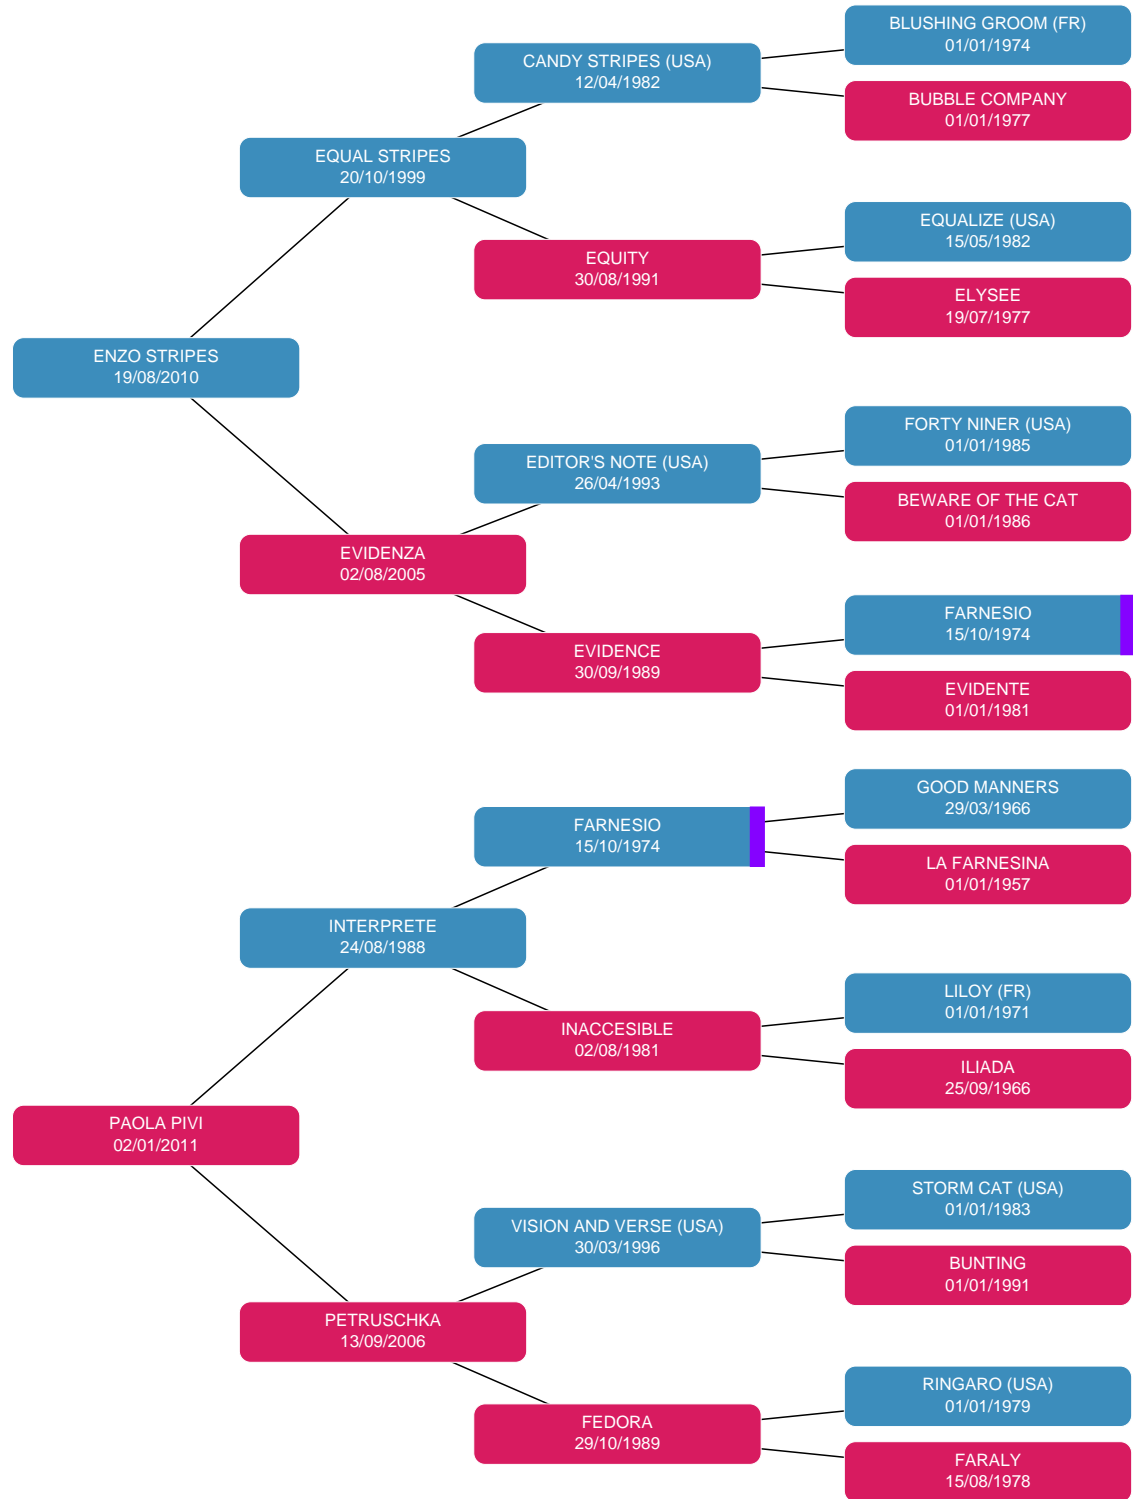 BLUSHING GROOM (FR)
01/01/1974
CANDY STRIPES (USA)
12/04/1982
BUBBLE COMPANY
01/01/1977
EQUAL STRIPES
20/10/1999
EQUALIZE (USA)
15/05/1982
EQUITY
30/08/1991
ELYSEE
19/07/1977
ENZO STRIPES
19/08/2010
FORTY NINER (USA)
01/01/1985
EDITOR'S NOTE (USA)
26/04/1993
BEWARE OF THE CAT
01/01/1986
EVIDENZA
02/08/2005
FARNESIO
15/10/1974
EVIDENCE
30/09/1989
EVIDENTE
01/01/1981
GOOD MANNERS
29/03/1966
FARNESIO
15/10/1974
LA FARNESINA
01/01/1957
INTERPRETE
24/08/1988
LILOY (FR)
01/01/1971
INACCESIBLE
02/08/1981
ILIADA
25/09/1966
PAOLA PIVI
02/01/2011
STORM CAT (USA)
01/01/1983
VISION AND VERSE (USA)
30/03/1996
BUNTING
01/01/1991
PETRUSCHKA
13/09/2006
RINGARO (USA)
01/01/1979
FEDORA
29/10/1989
FARALY
15/08/1978